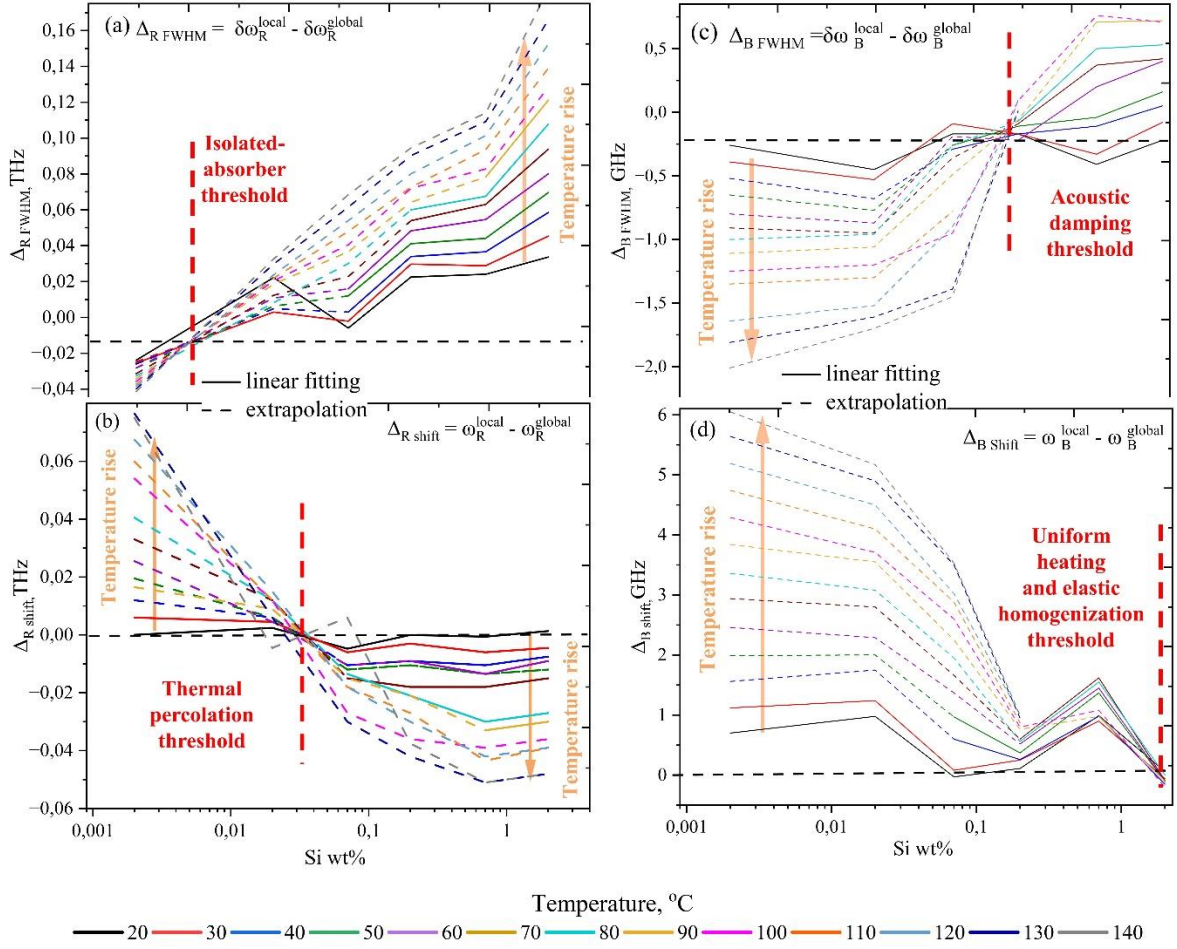 (a) Δ_R FWHM = δω_R^local - δω_R^global
Δ_R FWHM, THz
0,16
0,14
0,12
0,10
0,08
0,06
0,04
0,02
0,00
−0,02
−0,04
Isolated-
absorber
threshold
Temperature rise
linear fitting
extrapolation
(c) Δ_B FWHM =δω_B^local - δω_B^global
Δ_B FWHM, GHz
0,5
0,0
−0,5
−1,0
−1,5
−2,0
Temperature rise
Acoustic
damping
threshold
linear fitting
extrapolation
(b) Δ_R shift = ω_R^local - ω_R^global
Δ_R shift, THz
0,06
0,04
0,02
0,00
−0,02
−0,04
−0,06
Temperature rise
Thermal
percolation
threshold
Temperature rise
0,001 0,01 0,1 1
Si wt%
(d) Δ_B Shift = ω_B^local - ω_B^global
Δ_B shift, GHz
6
5
4
3
2
1
0
Temperature rise
Uniform
heating
and elastic
homogenization
threshold
0,001 0,01 0,1 1
Si wt%
Temperature, °C
20 30 40 50 60 70 80 90 100 110 120 130 140